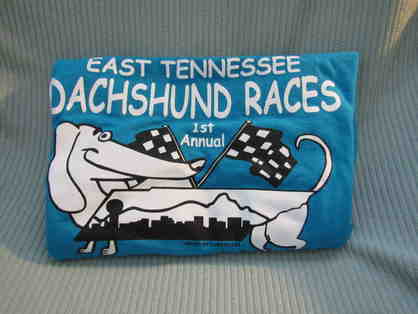 EAST TENNESSEE
DACHSHUND RACES
1st
Annual